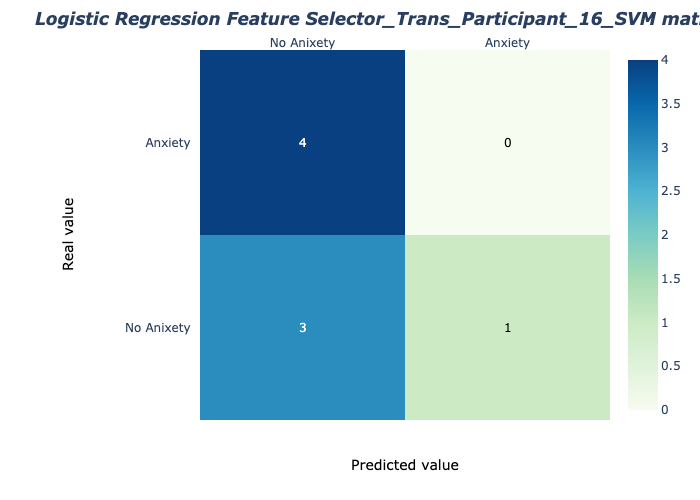 Logistic Regression Feature Selector_Trans_Participant_16_SVM
No Anixety Anxiety
Anxiety 4 0
No Anixety 3 1
Real value
Predicted value
4
3.5
3
2.5
2
1.5
1
0.5
0